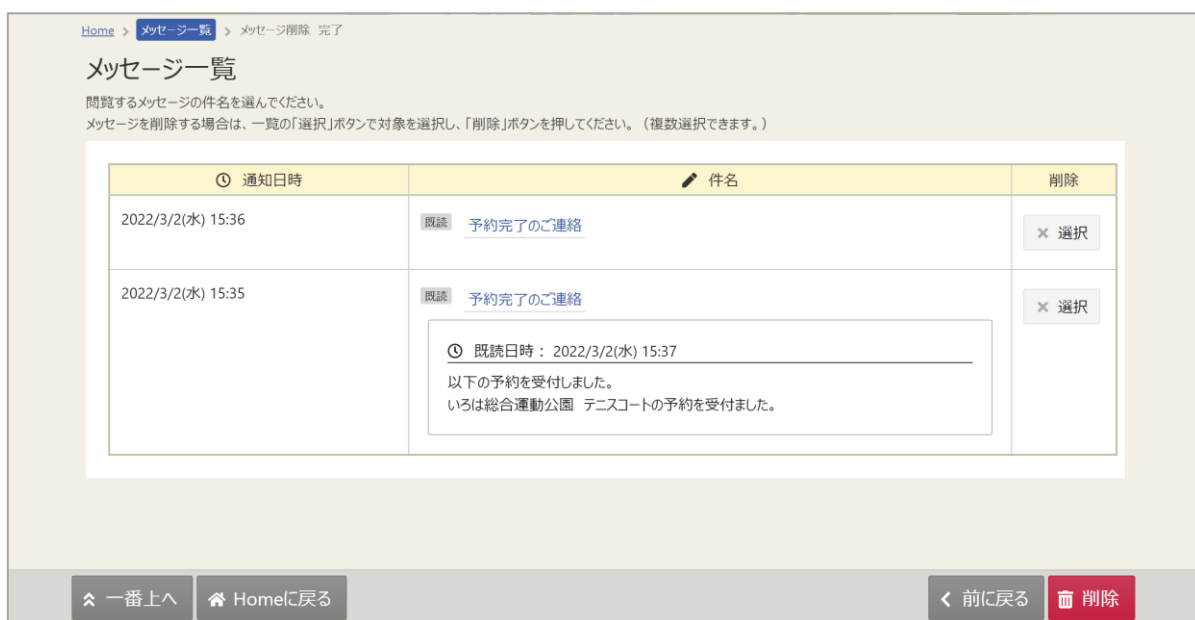 Home > メッセージ一覧 > メッセージ削除 完了
メッセージ一覧
閲覧するメッセージの件名を選んでください。
メッセージを削除する場合は、一覧の「選択」ボタンで対象を選択し、「削除」ボタンを押してください。（複数選択できます。）
通知日時 件名 削除
2022/3/2(水) 15:36 既読 予約完了のご連絡 × 選択
2022/3/2(水) 15:35 既読 予約完了のご連絡 × 選択
既読日時： 2022/3/2(水) 15:37
以下の予約を受付しました。
いろは総合運動公園 テニスコートの予約を受付ました。
一番上へ Homeに戻る 前に戻る 削除